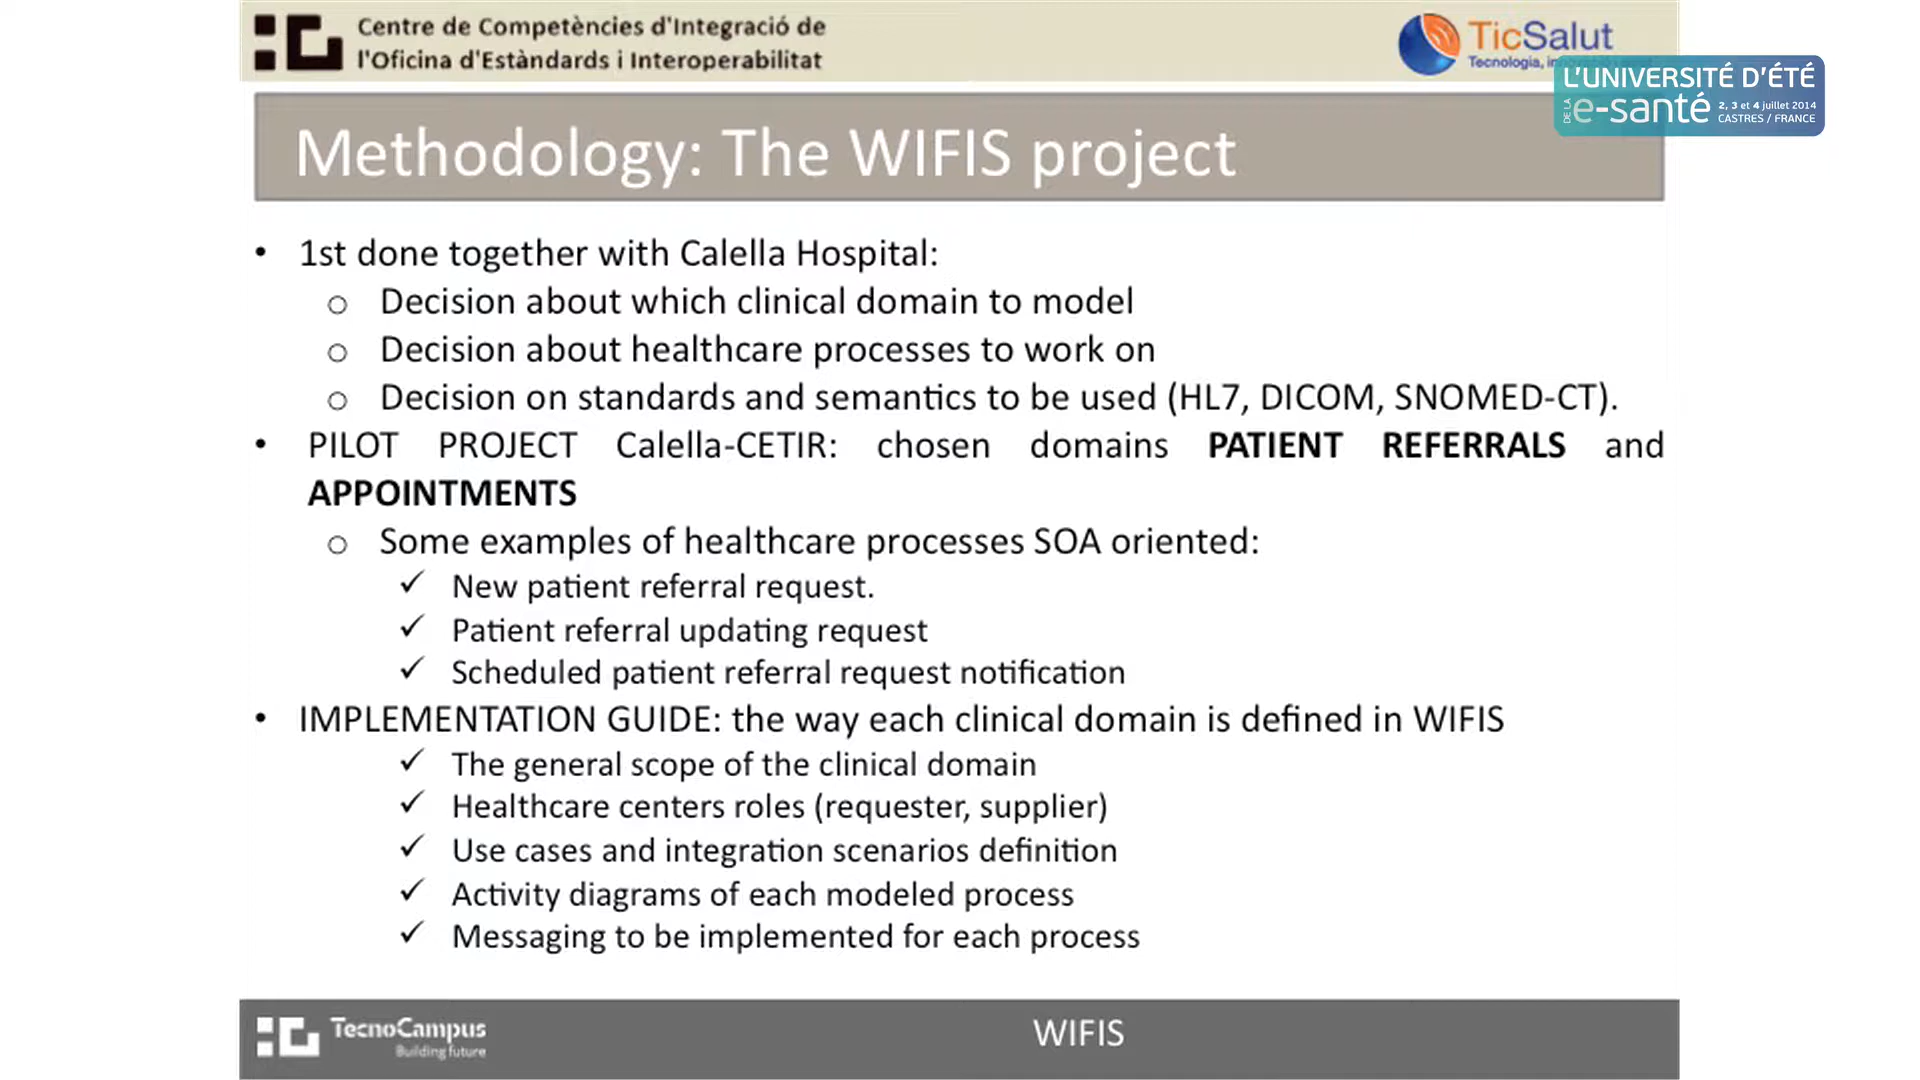 Centre de Competències d'Integració de
l'Oficina d'Estàndards i Interoperabilitat
TicSalut
Tecnologia,
L'UNIVERSITÉ D'ÉTÉ
DE LA e-santé 2, 3 et 4 juillet 2014
CASTRES / FRANCE
Methodology: The WIFIS project
• 1st done together with Calella Hospital:
o Decision about which clinical domain to model
o Decision about healthcare processes to work on
o Decision on standards and semantics to be used (HL7, DICOM, SNOMED-CT).
• PILOT PROJECT Calella-CETIR: chosen domains PATIENT REFERRALS and
APPOINTMENTS
o Some examples of healthcare processes SOA oriented:
✓ New patient referral request.
✓ Patient referral updating request
✓ Scheduled patient referral request notification
• IMPLEMENTATION GUIDE: the way each clinical domain is defined in WIFIS
✓ The general scope of the clinical domain
✓ Healthcare centers roles (requester, supplier)
✓ Use cases and integration scenarios definition
✓ Activity diagrams of each modeled process
✓ Messaging to be implemented for each process
TecnoCampus
Building future
WIFIS